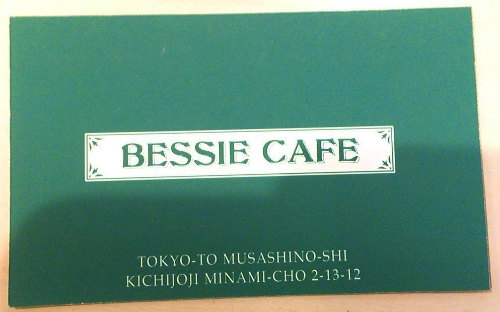 BESSIE CAFE
TOKYO-TO MUSASHINO-SHI
KICHIJOJI MINAMI-CHO 2-13-12